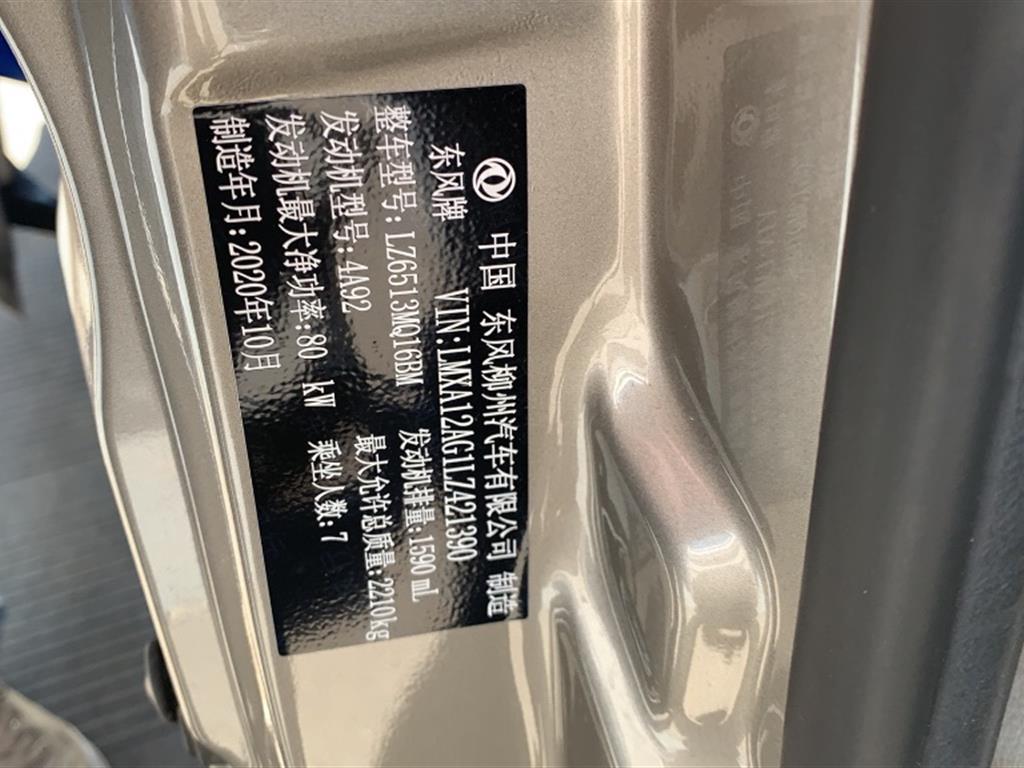 中国 东风柳州汽车有限公司 制造
东风牌 VIN:LMXA12AG1LZ421390
整车型号:LZ6513MQ16BM 发动机排量:1590 mL
发动机型号:4A92 最大允许总质量:2210kg
发动机最大净功率:80 kW 乘坐人数:7
制造年月:2020年10月